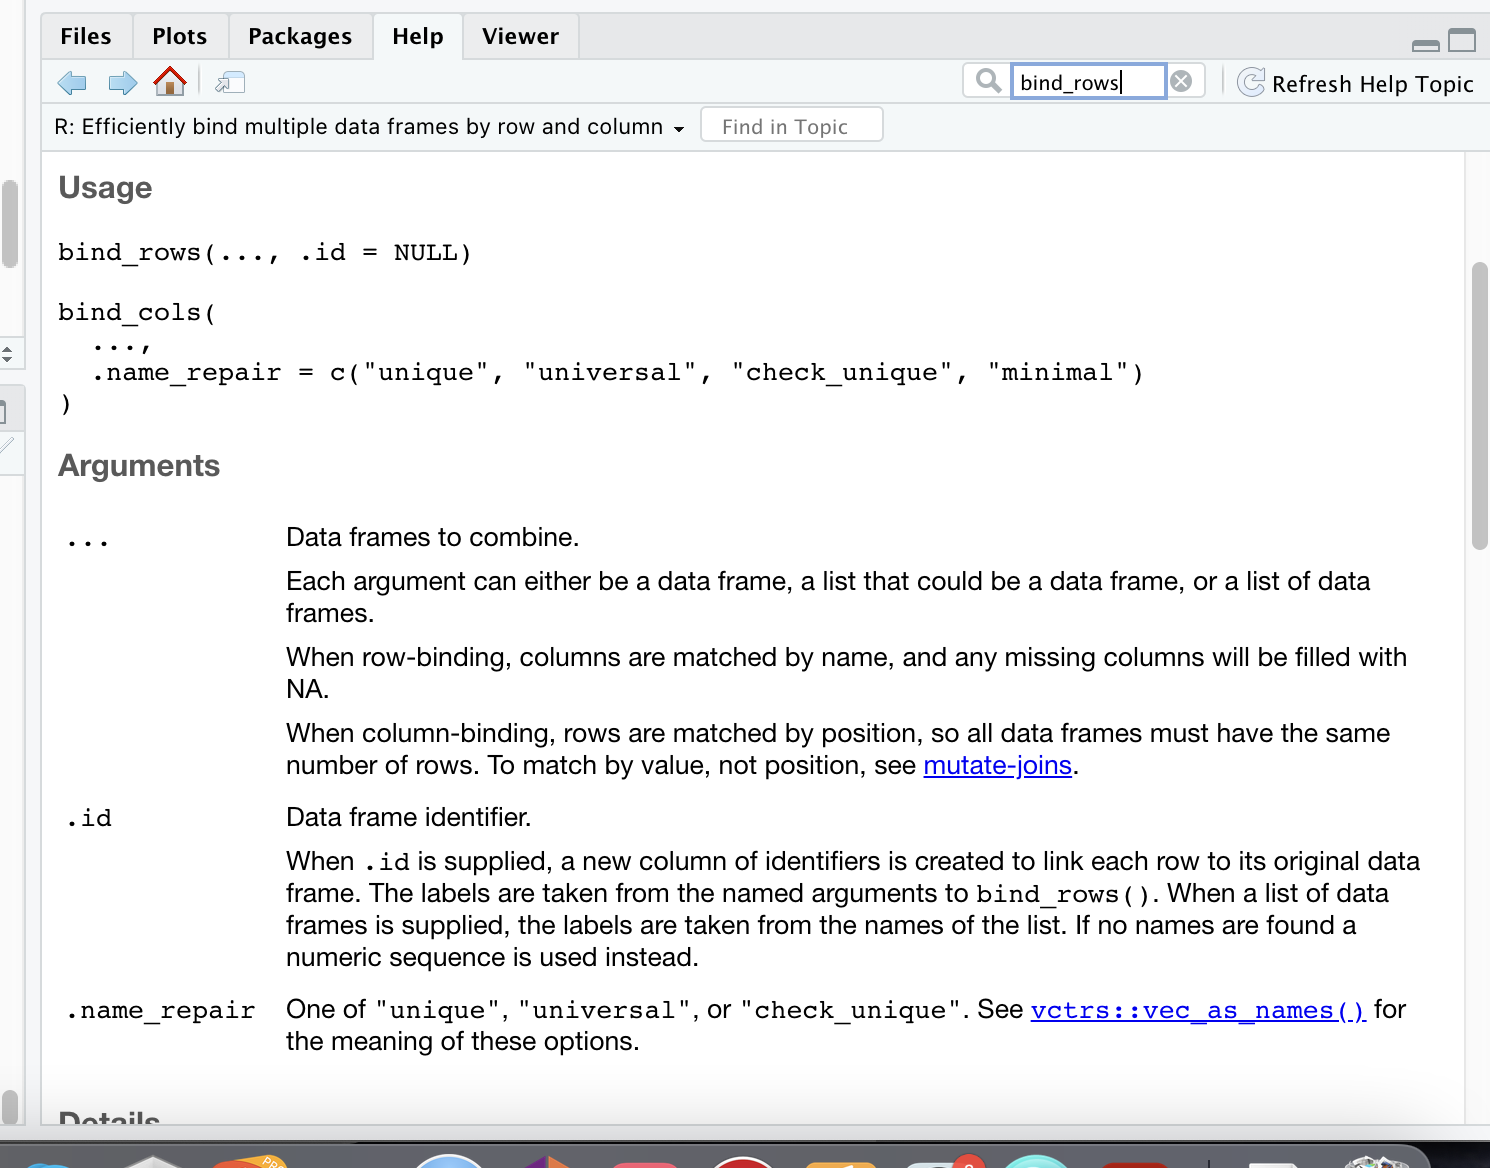 Files Plots Packages Help Viewer
bind_rows Refresh Help Topic
R: Efficiently bind multiple data frames by row and column Find in Topic
Usage
bind_rows(..., .id = NULL)
bind_cols(
...,
.name_repair = c("unique", "universal", "check_unique", "minimal")
)
Arguments
... Data frames to combine.
Each argument can either be a data frame, a list that could be a data frame, or a list of data
frames.
When row-binding, columns are matched by name, and any missing columns will be filled with
NA.
When column-binding, rows are matched by position, so all data frames must have the same
number of rows. To match by value, not position, see mutate-joins.
.id Data frame identifier.
When .id is supplied, a new column of identifiers is created to link each row to its original data
frame. The labels are taken from the named arguments to bind_rows(). When a list of data
frames is supplied, the labels are taken from the names of the list. If no names are found a
numeric sequence is used instead.
.name_repair One of "unique", "universal", or "check_unique". See vctrs::vec_as_names() for
the meaning of these options.
Details